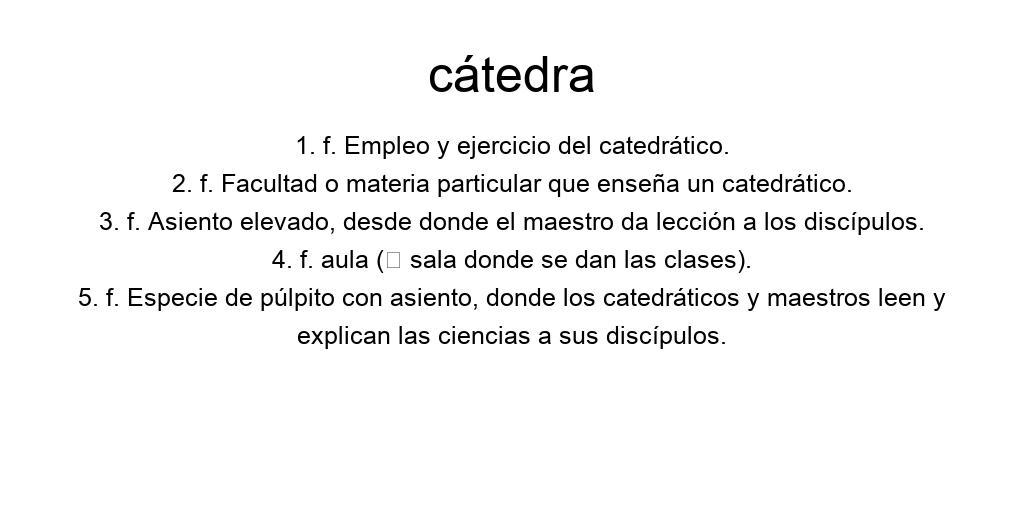 cátedra
1. f. Empleo y ejercicio del catedrático.
2. f. Facultad o materia particular que enseña un catedrático.
3. f. Asiento elevado, desde donde el maestro da lección a los discípulos.
4. f. aula (▯ sala donde se dan las clases).
5. f. Especie de púlpito con asiento, donde los catedráticos y maestros leen y
explican las ciencias a sus discípulos.